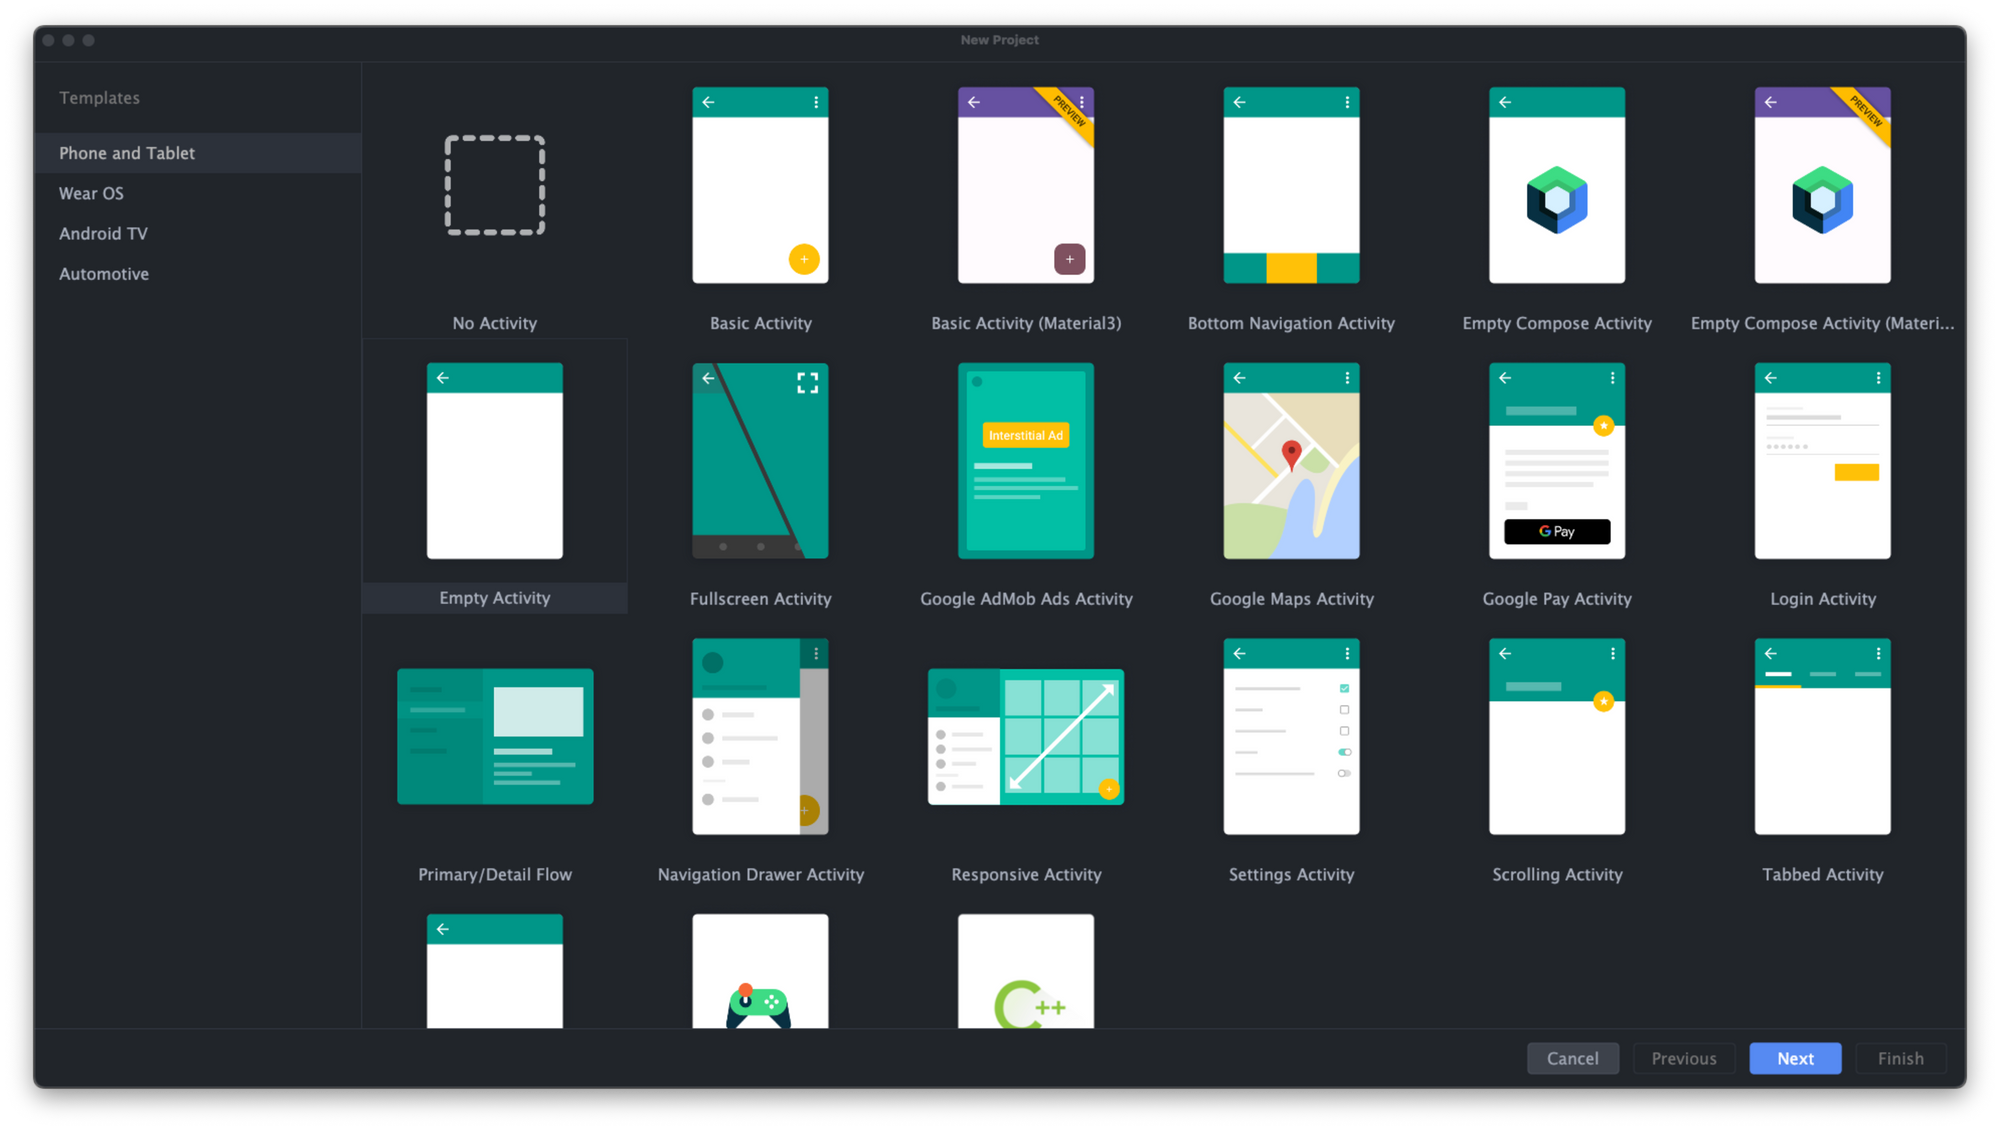 New Project
Templates
Phone and Tablet
Wear OS
Android TV
Automotive
PREVIEW
PREVIEW
No Activity
Basic Activity
Basic Activity (Material3)
Bottom Navigation Activity
Empty Compose Activity
Empty Compose Activity (Materi...
Interstitial Ad
G Pay
Empty Activity
Fullscreen Activity
Google AdMob Ads Activity
Google Maps Activity
Google Pay Activity
Login Activity
Primary/Detail Flow
Navigation Drawer Activity
Responsive Activity
Settings Activity
Scrolling Activity
Tabbed Activity
C++
Cancel
Previous
Next
Finish